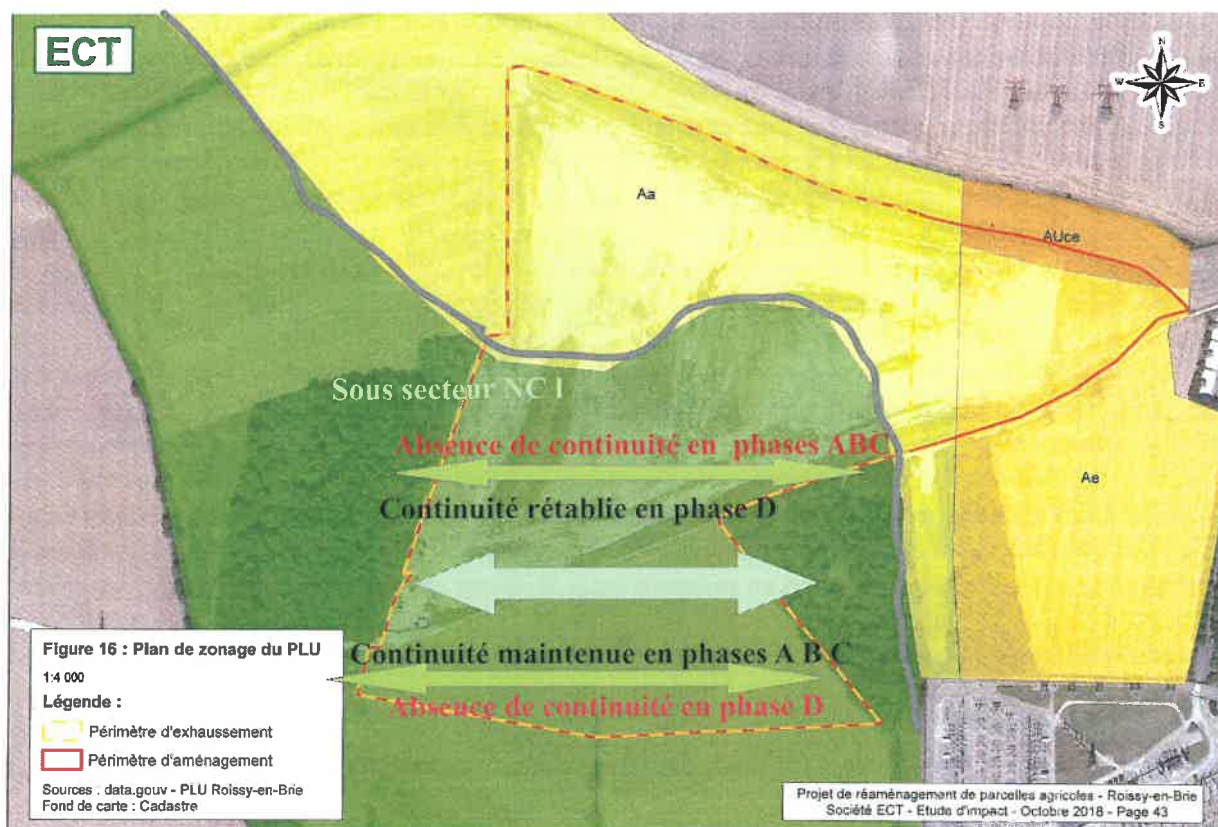 ECT
N
W
E
S
Aa
AUce
Sous secteur NC 1
Absence de continuité en phases ABC
Continuité rétablie en phase D
Ae
Continuité maintenue en phases A B C
Absence de continuité en phase D
Figure 16 : Plan de zonage du PLU
1:4 000
Légende :
Périmètre d'exhaussement
Périmètre d'aménagement
Sources : data.gouv - PLU Roissy-en-Brie
Fond de carte : Cadastre
Projet de réaménagement de parcelles agricoles - Roissy-en-Brie
Société ECT - Etude d'impact - Octobre 2018 - Page 43